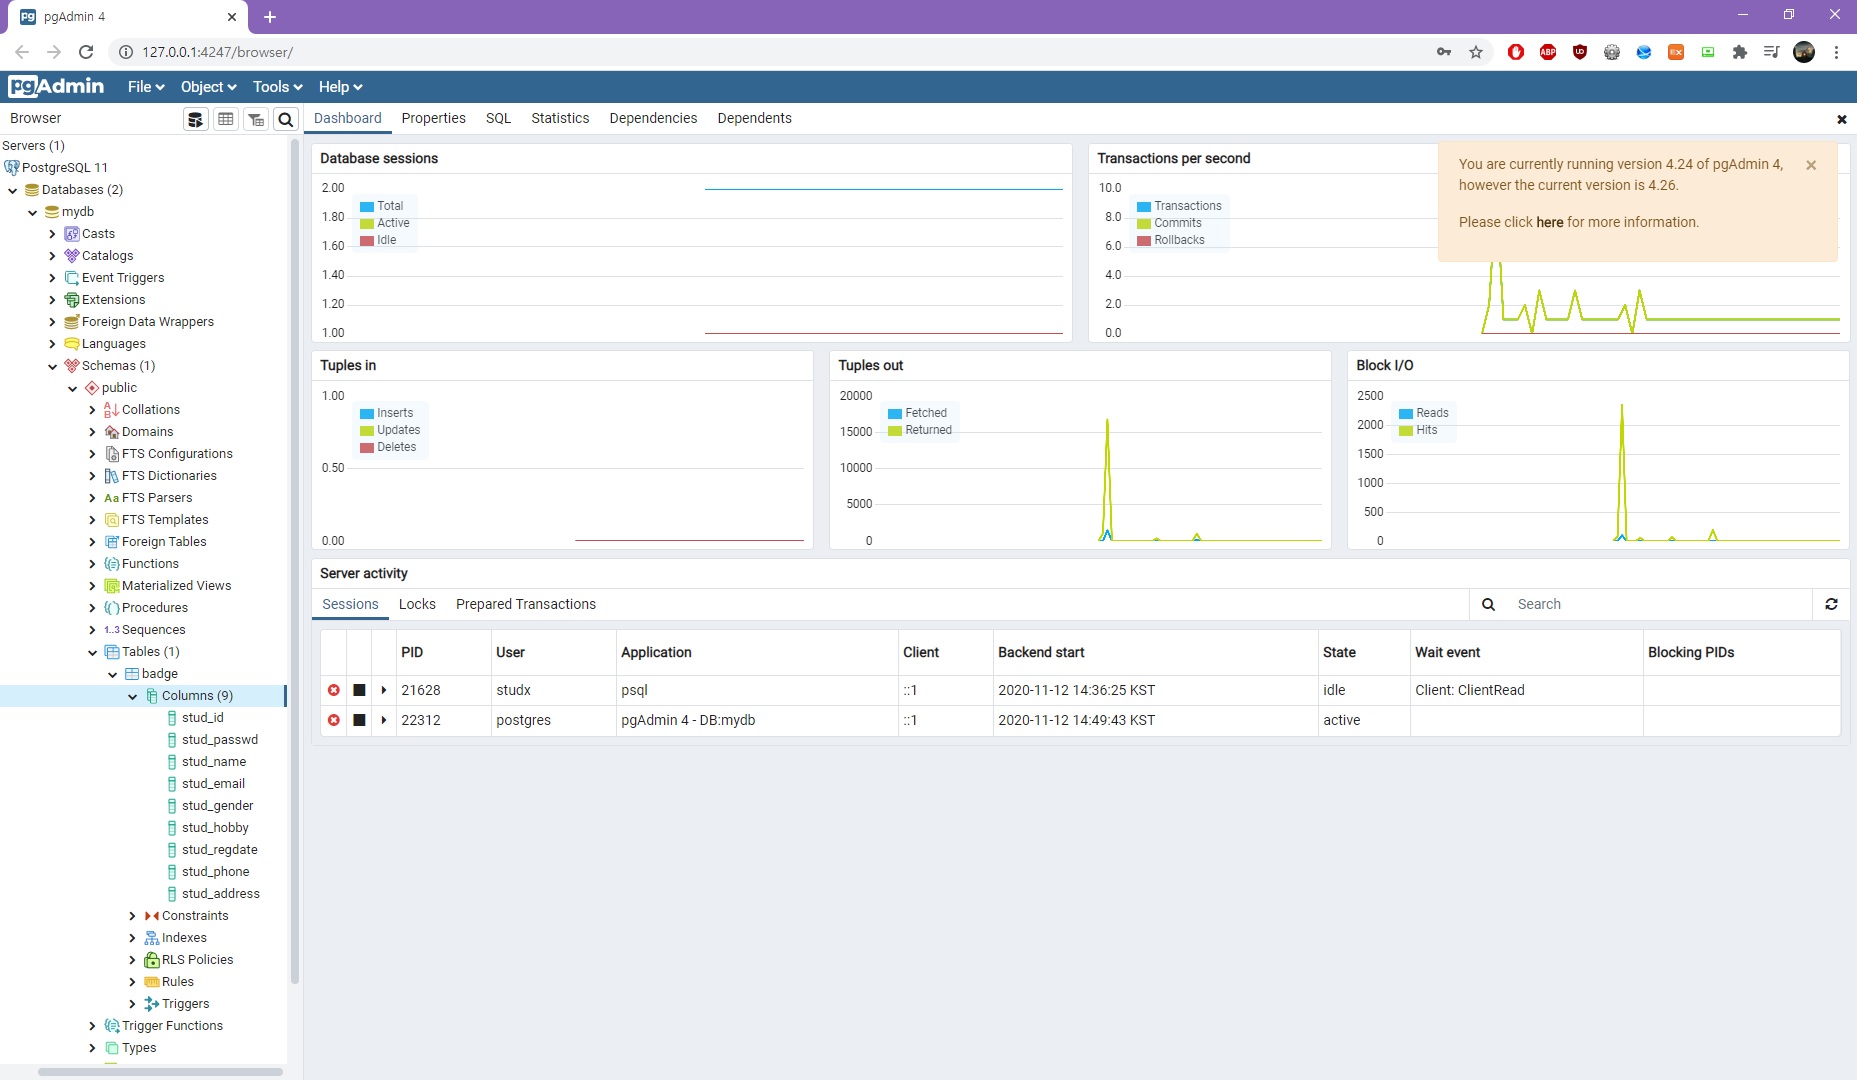 pgAdmin 4
127.0.0.1:4247/browser/
pgAdmin File Object Tools Help
Browser
Dashboard Properties SQL Statistics Dependencies Dependents
Servers (1)
PostgreSQL 11
Databases (2)
mydb
Casts
Catalogs
Event Triggers
Extensions
Foreign Data Wrappers
Languages
Schemas (1)
public
Collations
Domains
FTS Configurations
FTS Dictionaries
Aa FTS Parsers
FTS Templates
Foreign Tables
Functions
Materialized Views
Procedures
1..3 Sequences
Tables (1)
badge
Columns (9)
stud_id
stud_passwd
stud_name
stud_email
stud_gender
stud_hobby
stud_regdate
stud_phone
stud_address
Constraints
Indexes
RLS Policies
Rules
Triggers
Trigger Functions
Types
Database sessions
2.00
1.80
1.60
1.40
1.20
1.00
Total
Active
Idle
Transactions per second
10.0
8.0
6.0
4.0
2.0
0.0
Transactions
Commits
Rollbacks
You are currently running version 4.24 of pgAdmin 4,
however the current version is 4.26.
Please click here for more information.
Tuples in
1.00
0.50
0.00
Inserts
Updates
Deletes
Tuples out
20000
15000
10000
5000
0
Fetched
Returned
Block I/O
2500
2000
1500
1000
500
0
Reads
Hits
Server activity
Sessions Locks Prepared Transactions
Search
PID User Application Client Backend start State Wait event Blocking PIDs
21628 studx psql ::1 2020-11-12 14:36:25 KST idle Client: ClientRead
22312 postgres pgAdmin 4 - DB:mydb ::1 2020-11-12 14:49:43 KST active